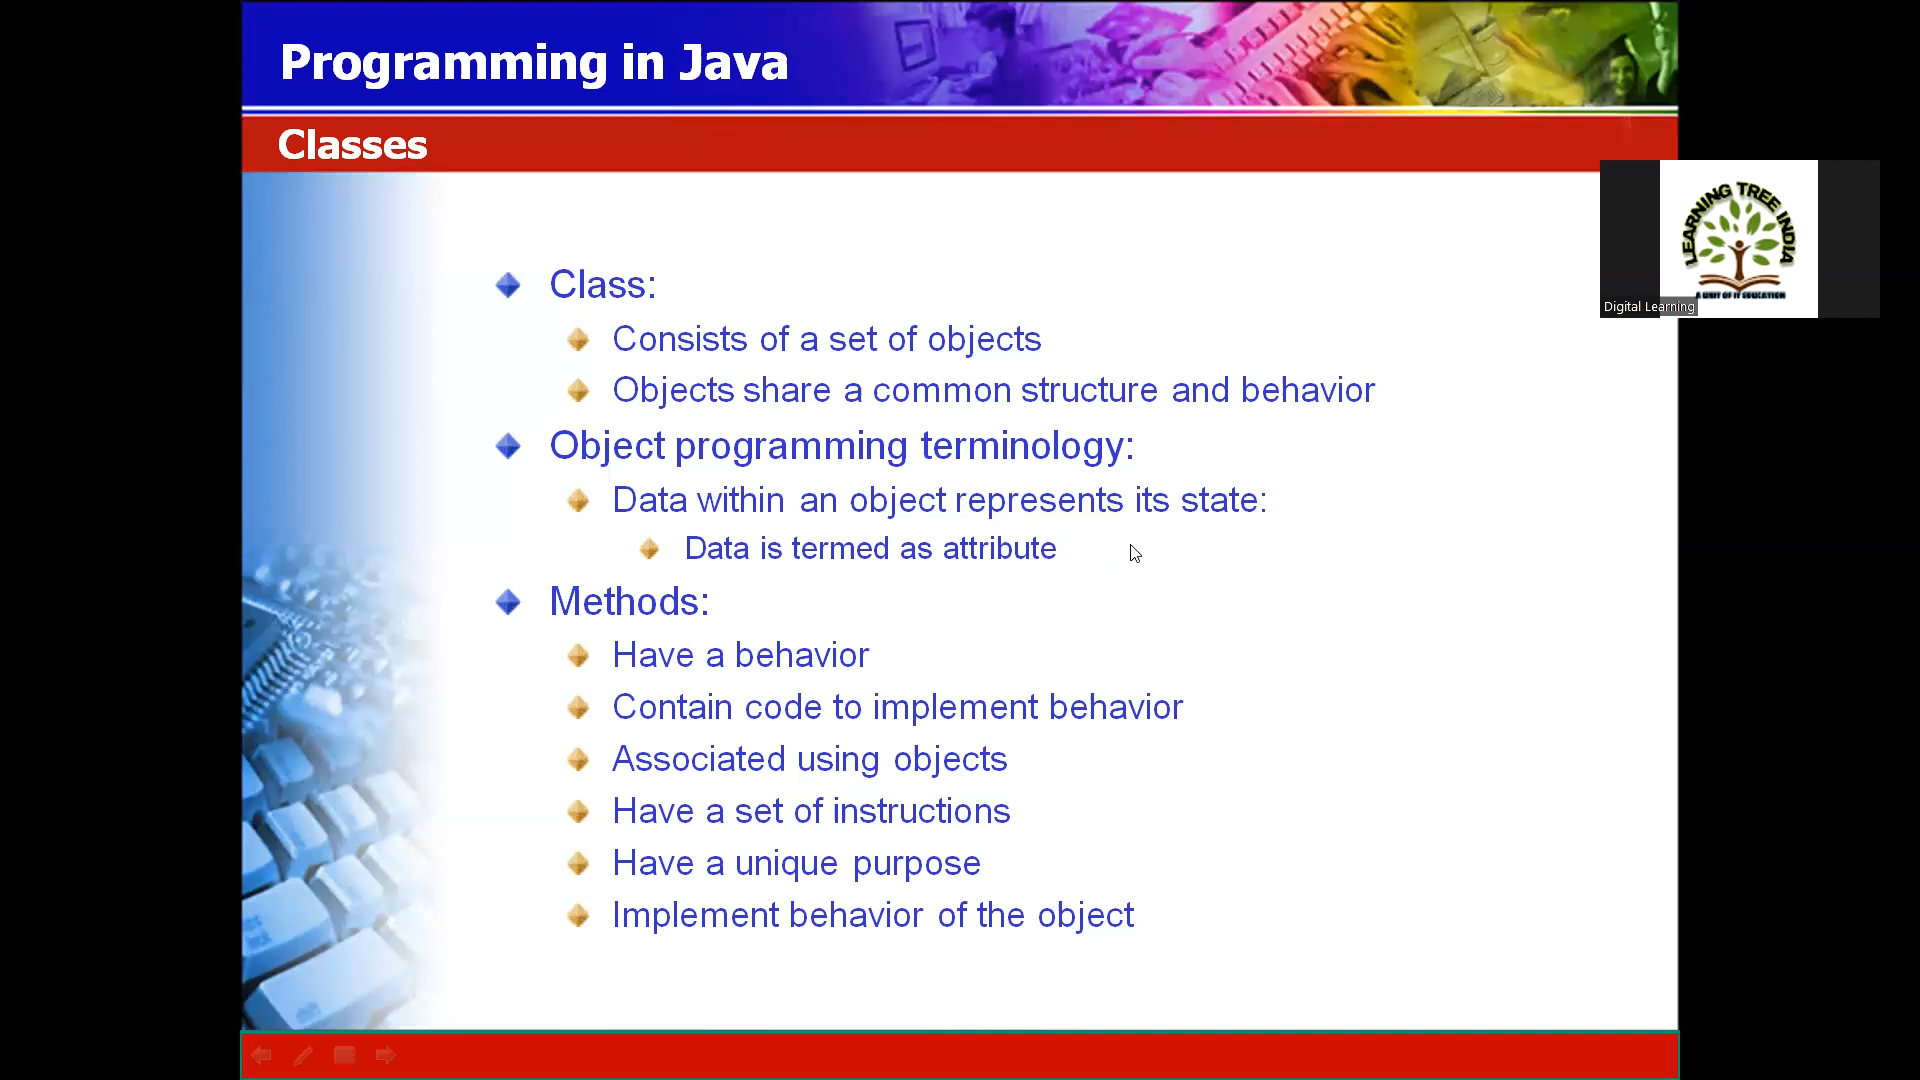 Programming in Java
Classes
Class:
Consists of a set of objects
Objects share a common structure and behavior
Object programming terminology:
Data within an object represents its state:
Data is termed as attribute
Methods:
Have a behavior
Contain code to implement behavior
Associated using objects
Have a set of instructions
Have a unique purpose
Implement behavior of the object
LEARNING TREE INDIA
A UNIT OF IT EDUCATION
Digital Learning